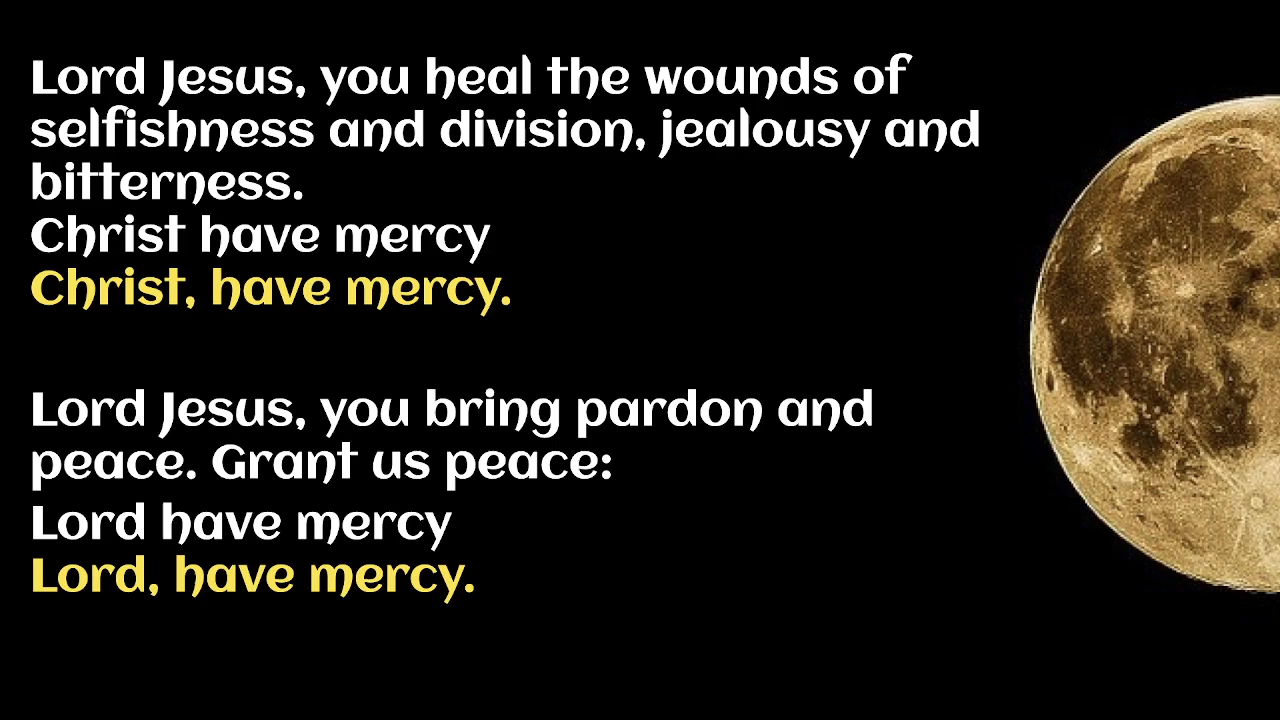 Lord Jesus, you heal the wounds of
selfishness and division, jealousy and
bitterness.
Christ have mercy
Christ, have mercy.
Lord Jesus, you bring pardon and
peace. Grant us peace:
Lord have mercy
Lord, have mercy.